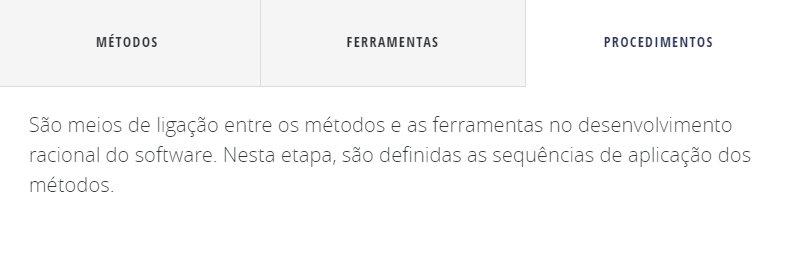 MÉTODOS FERRAMENTAS PROCEDIMENTOS
São meios de ligação entre os métodos e as ferramentas no desenvolvimento
racional do software. Nesta etapa, são definidas as sequências de aplicação dos
métodos.